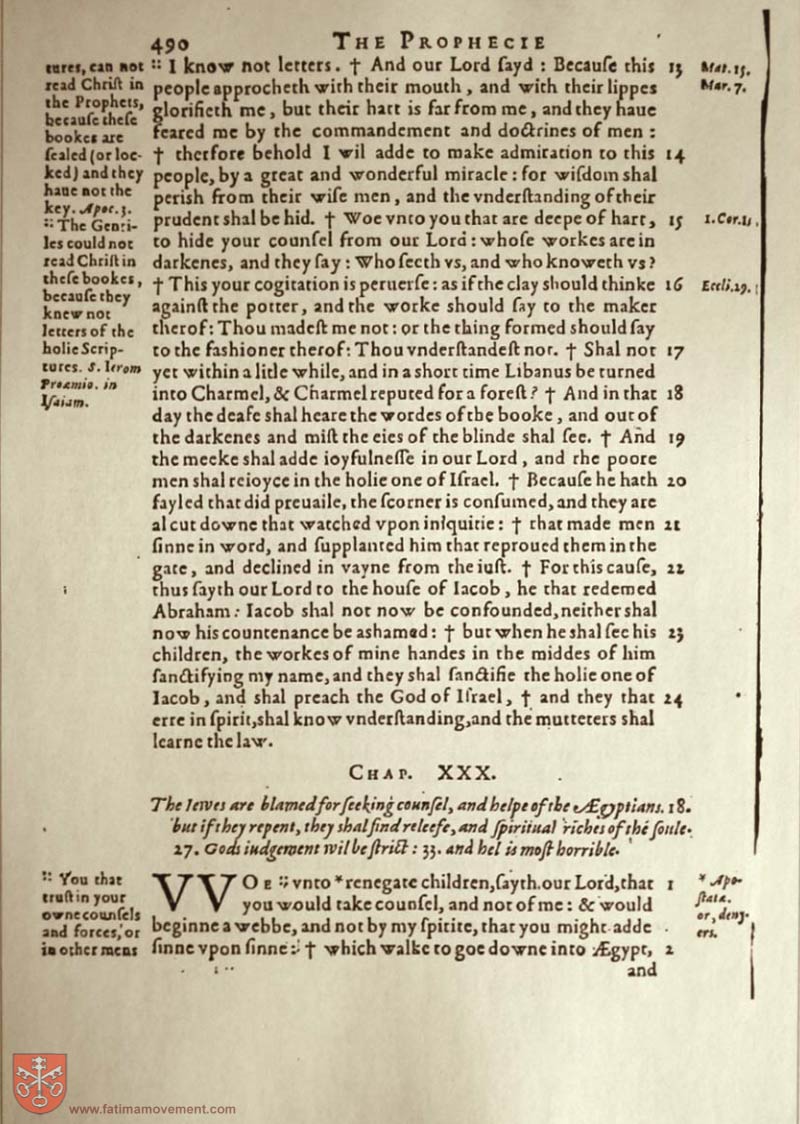 490
THE PROPHECIE
tures, can not
read Chriſt in
the Prophets,
becauſe theſe
bookes are
ſealed (or loc-
ked) and they
haue not the
key. Apoc. 3.
:: The Genti-
les could not
read Chriſt in
theſe bookes,
becauſe they
knew not
letters of the
holie Scrip-
tures. S. Ierom
Proæmio. in
Iſaiam.
:: I know not letters. † And our Lord ſayd : Becauſe this 13
people approcheth with their mouth, and with their lippes
glorifieth me, but their hart is far from me, and they haue
feared me by the commandement and doctrines of men :
† therfore behold I wil adde to make admiration to this 14
people, by a great and wonderful miracle : for wiſdom shal
perish from their wiſe men, and the vnderſtanding of their
prudent shal be hid. † Woe vnto you that are deepe of hart, 15
to hide your counſel from our Lord : whoſe workes are in
darkenes, and they ſay : Who ſeeth vs, and who knoweth vs?
† This your cogitation is peruerſe : as if the clay should thinke 16
againſt the potter, and the worke should ſay to the maker
therof: Thou madeſt me not : or the thing formed should ſay
to the fashioner therof: Thou vnderſtandeſt not. † Shal not 17
yet within a litle while, and in a short time Libanus be turned
into Charmel, & Charmel reputed for a foreſt? † And in that 18
day the deafe shal heare the wordes of the booke, and out of
the darkenes and miſt the eies of the blinde shal ſee. † And 19
the meeke shal adde ioyfulneſſe in our Lord, and the poore
men shal reioyce in the holie one of Iſrael. † Becauſe he hath 20
fayled that did preuaile, the ſcorner is conſumed, and they are
al cut downe that watched vpon iniquitie : † that made men 21
ſinne in word, and ſupplanted him that reproued them in the
gate, and declined in vayne from the iuſt. † For this cauſe, 22
thus ſayth our Lord to the houſe of Iacob, he that redemed
Abraham: Iacob shal not now be confounded, neither shal
now his countenance be ashamed : † but when he shal ſee his 23
children, the workes of mine handes in the middes of him
ſanctifying my name, and they shal ſanctifie the holie one of
Iacob, and shal preach the God of Iſrael, † and they that 24
erre in ſpirit, shal know vnderſtanding, and the mutterers shal
learne the law.
Mat. 15.
Mar. 7.
1. Cor. 1.
Eccli. 29.
CHAP. XXX.
The Iewes are blamed for ſeeking counſel, and helpe of the Ægyptians. 18.
but if they repent, they shal find releefe, and ſpiritual riches of the ſoule.
27. Gods iudgement wil be ſtrict : 33. and hel is moſt horrible.
:: You that
truſt in your
owne counſels
and forces, or
in other mens
VVOE :: vnto * renegate children, ſayth our Lord, that 1
you would take counſel, and not of me : & would
beginne a webbe, and not by my ſpirite, that you might adde
ſinne vpon ſinne: † which walke to goe downe into Ægypt, 2
and
* Apo-
ſtatæ.
or, deny-
ers.
www.fatimamovement.com